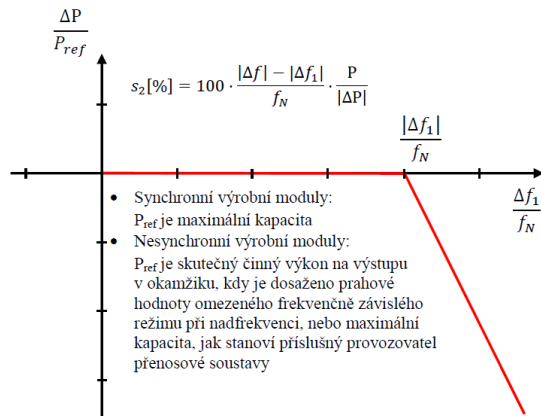 ΔP
P_ref
s₂[%] = 100 · (|Δf| − |Δf₁|)/f_N · P/|ΔP|
|Δf₁|
f_N
Δf₁
f_N
• Synchronní výrobní moduly:
P_ref je maximální kapacita
• Nesynchronní výrobní moduly:
P_ref je skutečný činný výkon na výstupu
v okamžiku, kdy je dosaženo prahové
hodnoty omezeného frekvenčně závislého
režimu při nadfrekvenci, nebo maximální
kapacita, jak stanoví příslušný provozovatel
přenosové soustavy